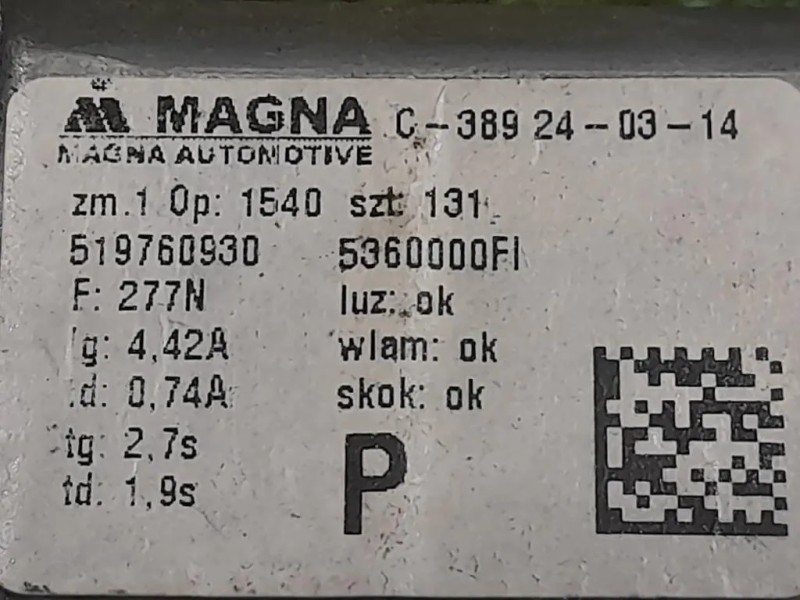 MAGNA C-389 24-03-14
MAGNA AUTOMOTIVE
zm.1 Op: 1540 szt: 131
519760930 5360000FI
F: 277N luz: ok
Ig: 4,42A wlam: ok
Id: 0,74A skok: ok
tg: 2,7s
td: 1,9s
P